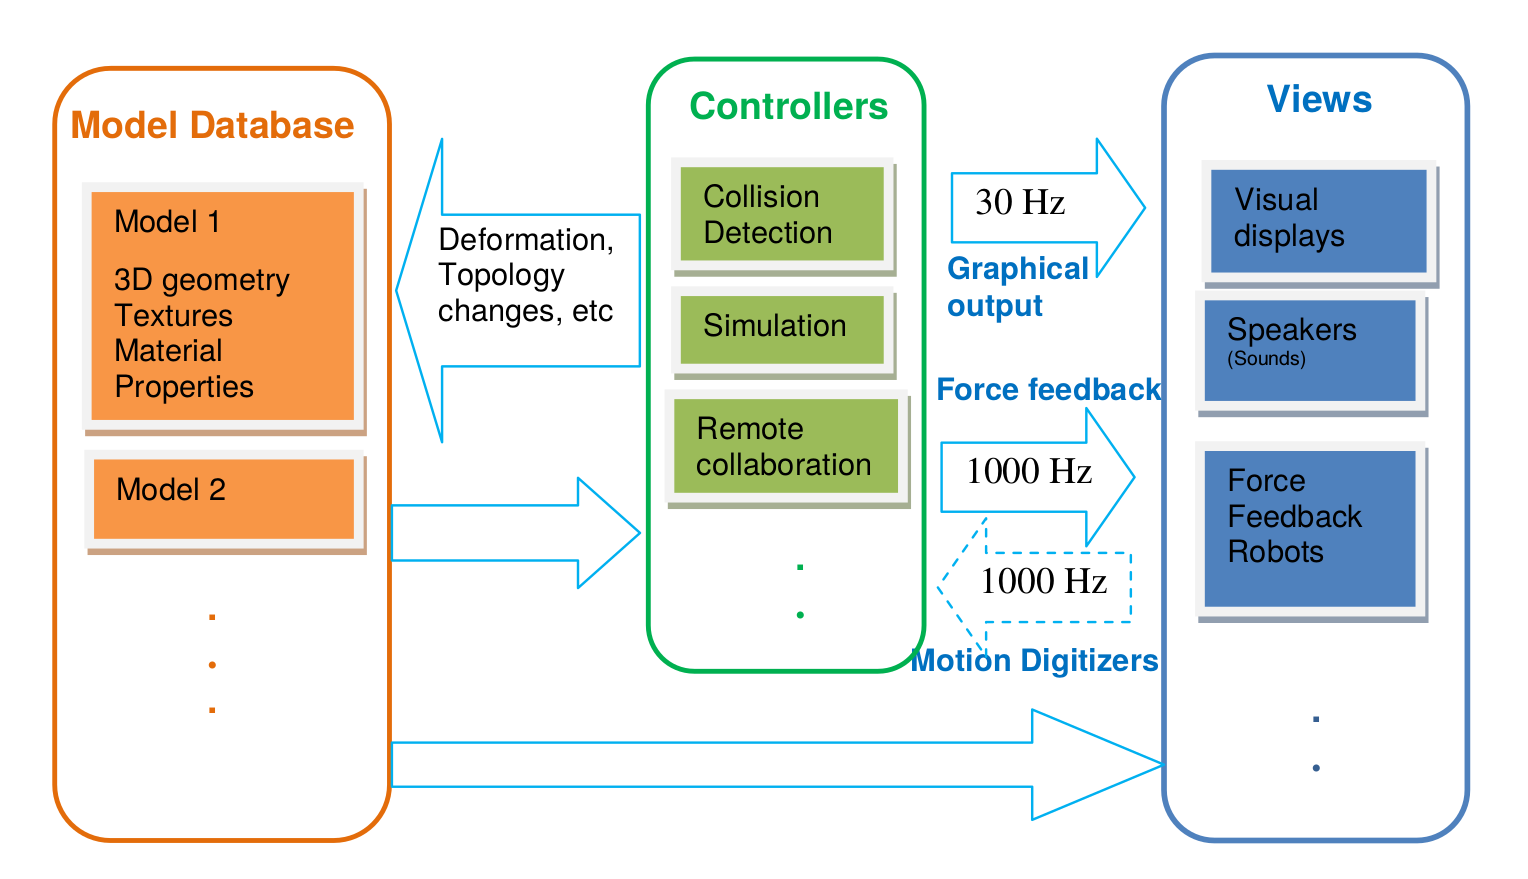 Model Database
Model 1
3D geometry
Textures
Material
Properties
Model 2
Deformation,
Topology
changes, etc
Controllers
Collision
Detection
Simulation
Remote
collaboration
30 Hz
Graphical
output
Force feedback
1000 Hz
1000 Hz
Motion Digitizers
Views
Visual
displays
Speakers
(Sounds)
Force
Feedback
Robots